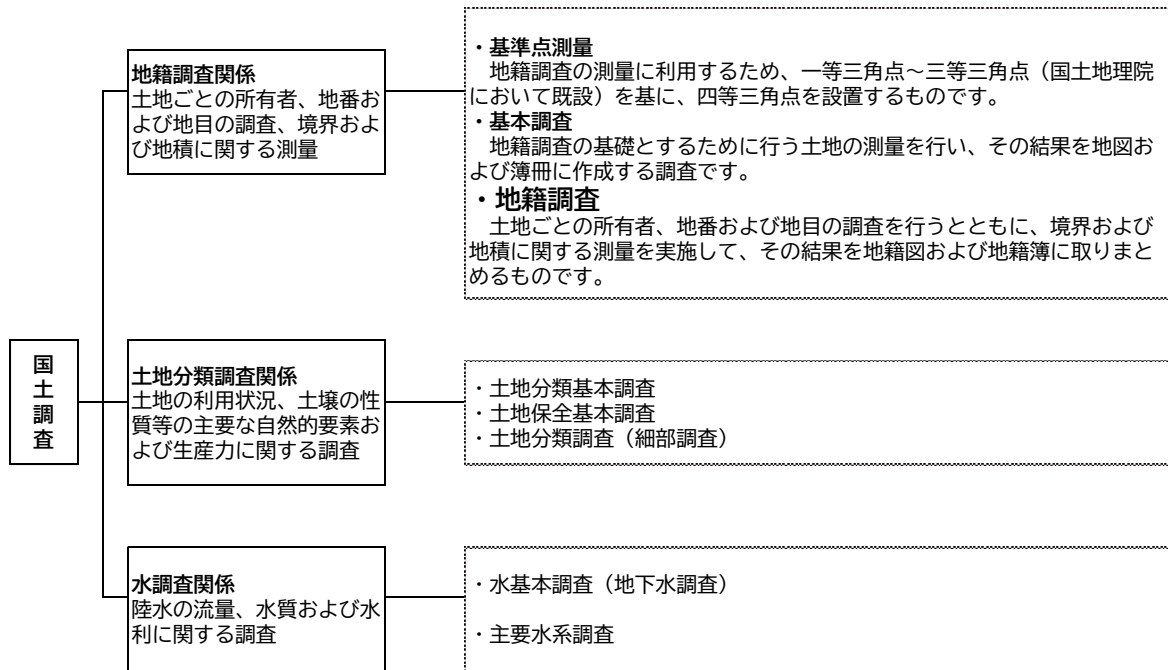 国土調査
地籍調査関係
土地ごとの所有者、地番お
よび地目の調査、境界およ
び地積に関する測量
・基準点測量
地籍調査の測量に利用するため、一等三角点～三等三角点（国土地理院
において既設）を基に、四等三角点を設置するものです。
・基本調査
地籍調査の基礎とするために行う土地の測量を行い、その結果を地図お
よび簿冊に作成する調査です。
・地籍調査
土地ごとの所有者、地番および地目の調査を行うとともに、境界および
地積に関する測量を実施して、その結果を地籍図および地籍簿に取りまと
めるものです。
土地分類調査関係
土地の利用状況、土壌の性
質等の主要な自然的要素お
よび生産力に関する調査
・土地分類基本調査
・土地保全基本調査
・土地分類調査（細部調査）
水調査関係
陸水の流量、水質および水
利に関する調査
・水基本調査（地下水調査）
・主要水系調査